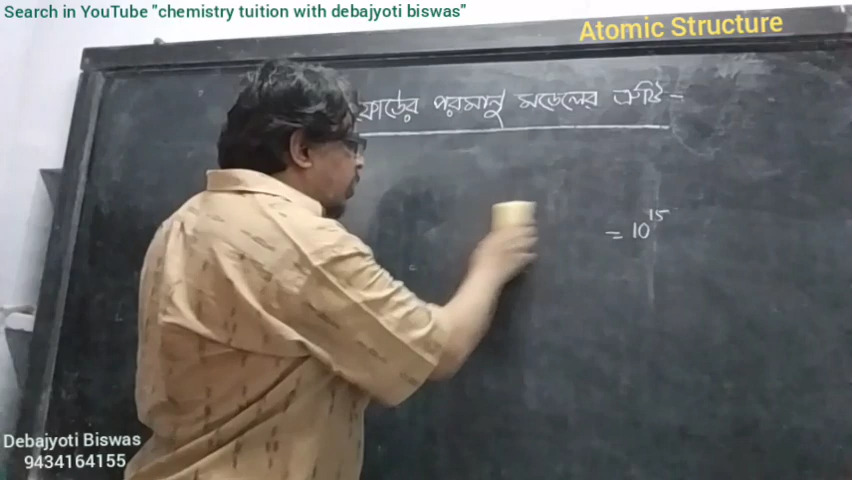 Search in YouTube "chemistry tuition with debajyoti biswas"
Atomic Structure
পরমানু মডেলের ত্রুটি -
= 10^15
Debajyoti Biswas
9434164155